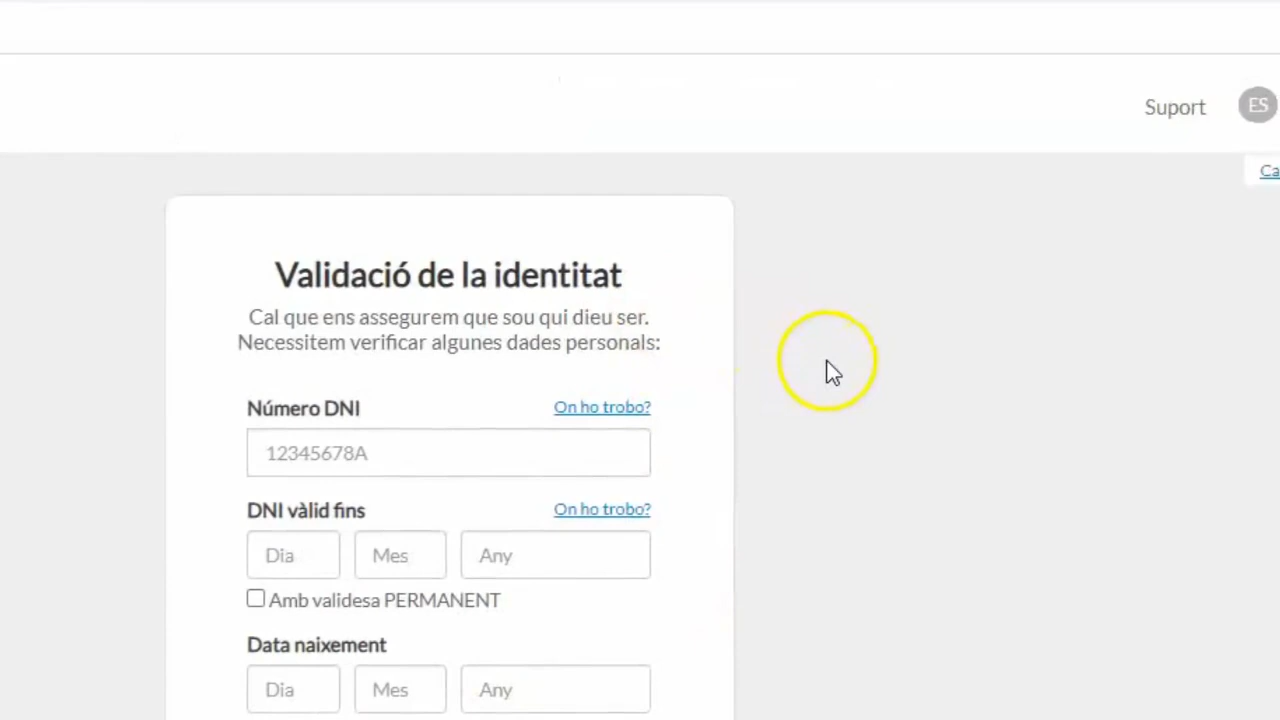 Suport ES
Ca
Validació de la identitat
Cal que ens assegurem que sou qui dieu ser.
Necessitem verificar algunes dades personals:
Número DNI On ho trobo?
12345678A
DNI vàlid fins On ho trobo?
Dia Mes Any
Amb validesa PERMANENT
Data naixement
Dia Mes Any